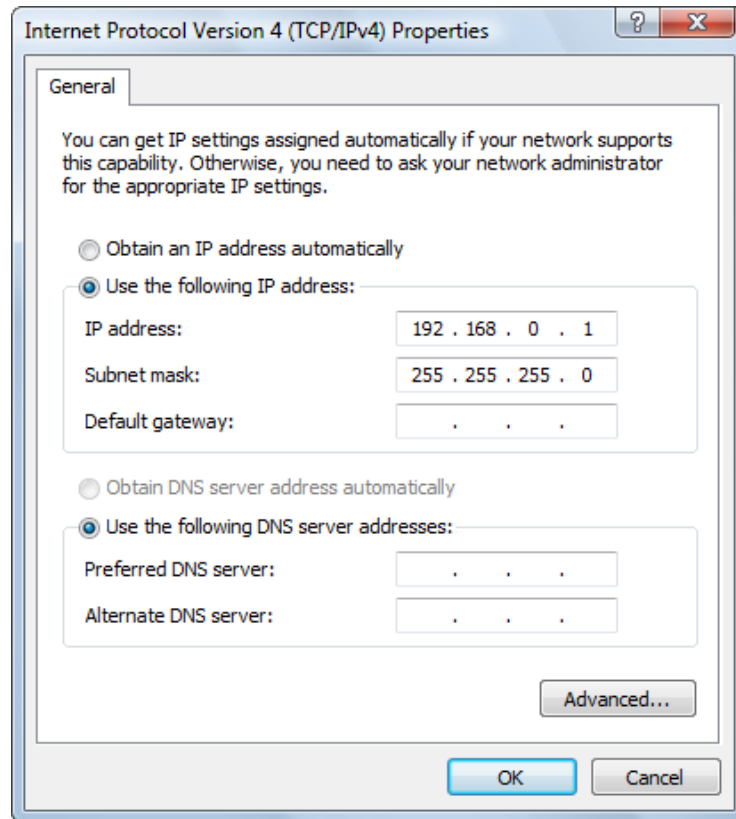 Internet Protocol Version 4 (TCP/IPv4) Properties
?
X
General
You can get IP settings assigned automatically if your network supports
this capability. Otherwise, you need to ask your network administrator
for the appropriate IP settings.
Obtain an IP address automatically
Use the following IP address:
IP address: 192 . 168 . 0 . 1
Subnet mask: 255 . 255 . 255 . 0
Default gateway: . . .
Obtain DNS server address automatically
Use the following DNS server addresses:
Preferred DNS server: . . .
Alternate DNS server: . . .
Advanced...
OK Cancel